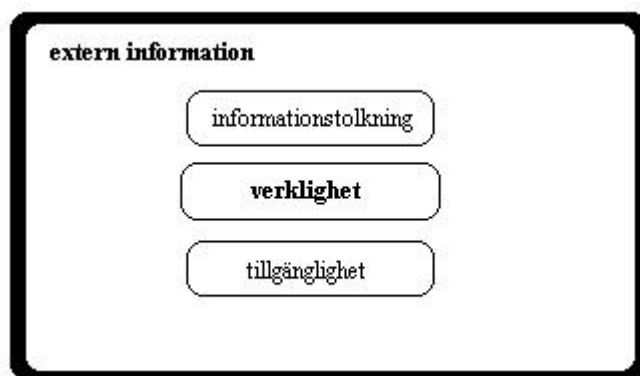 extern information
informationstolkning
verklighet
tillgänglighet